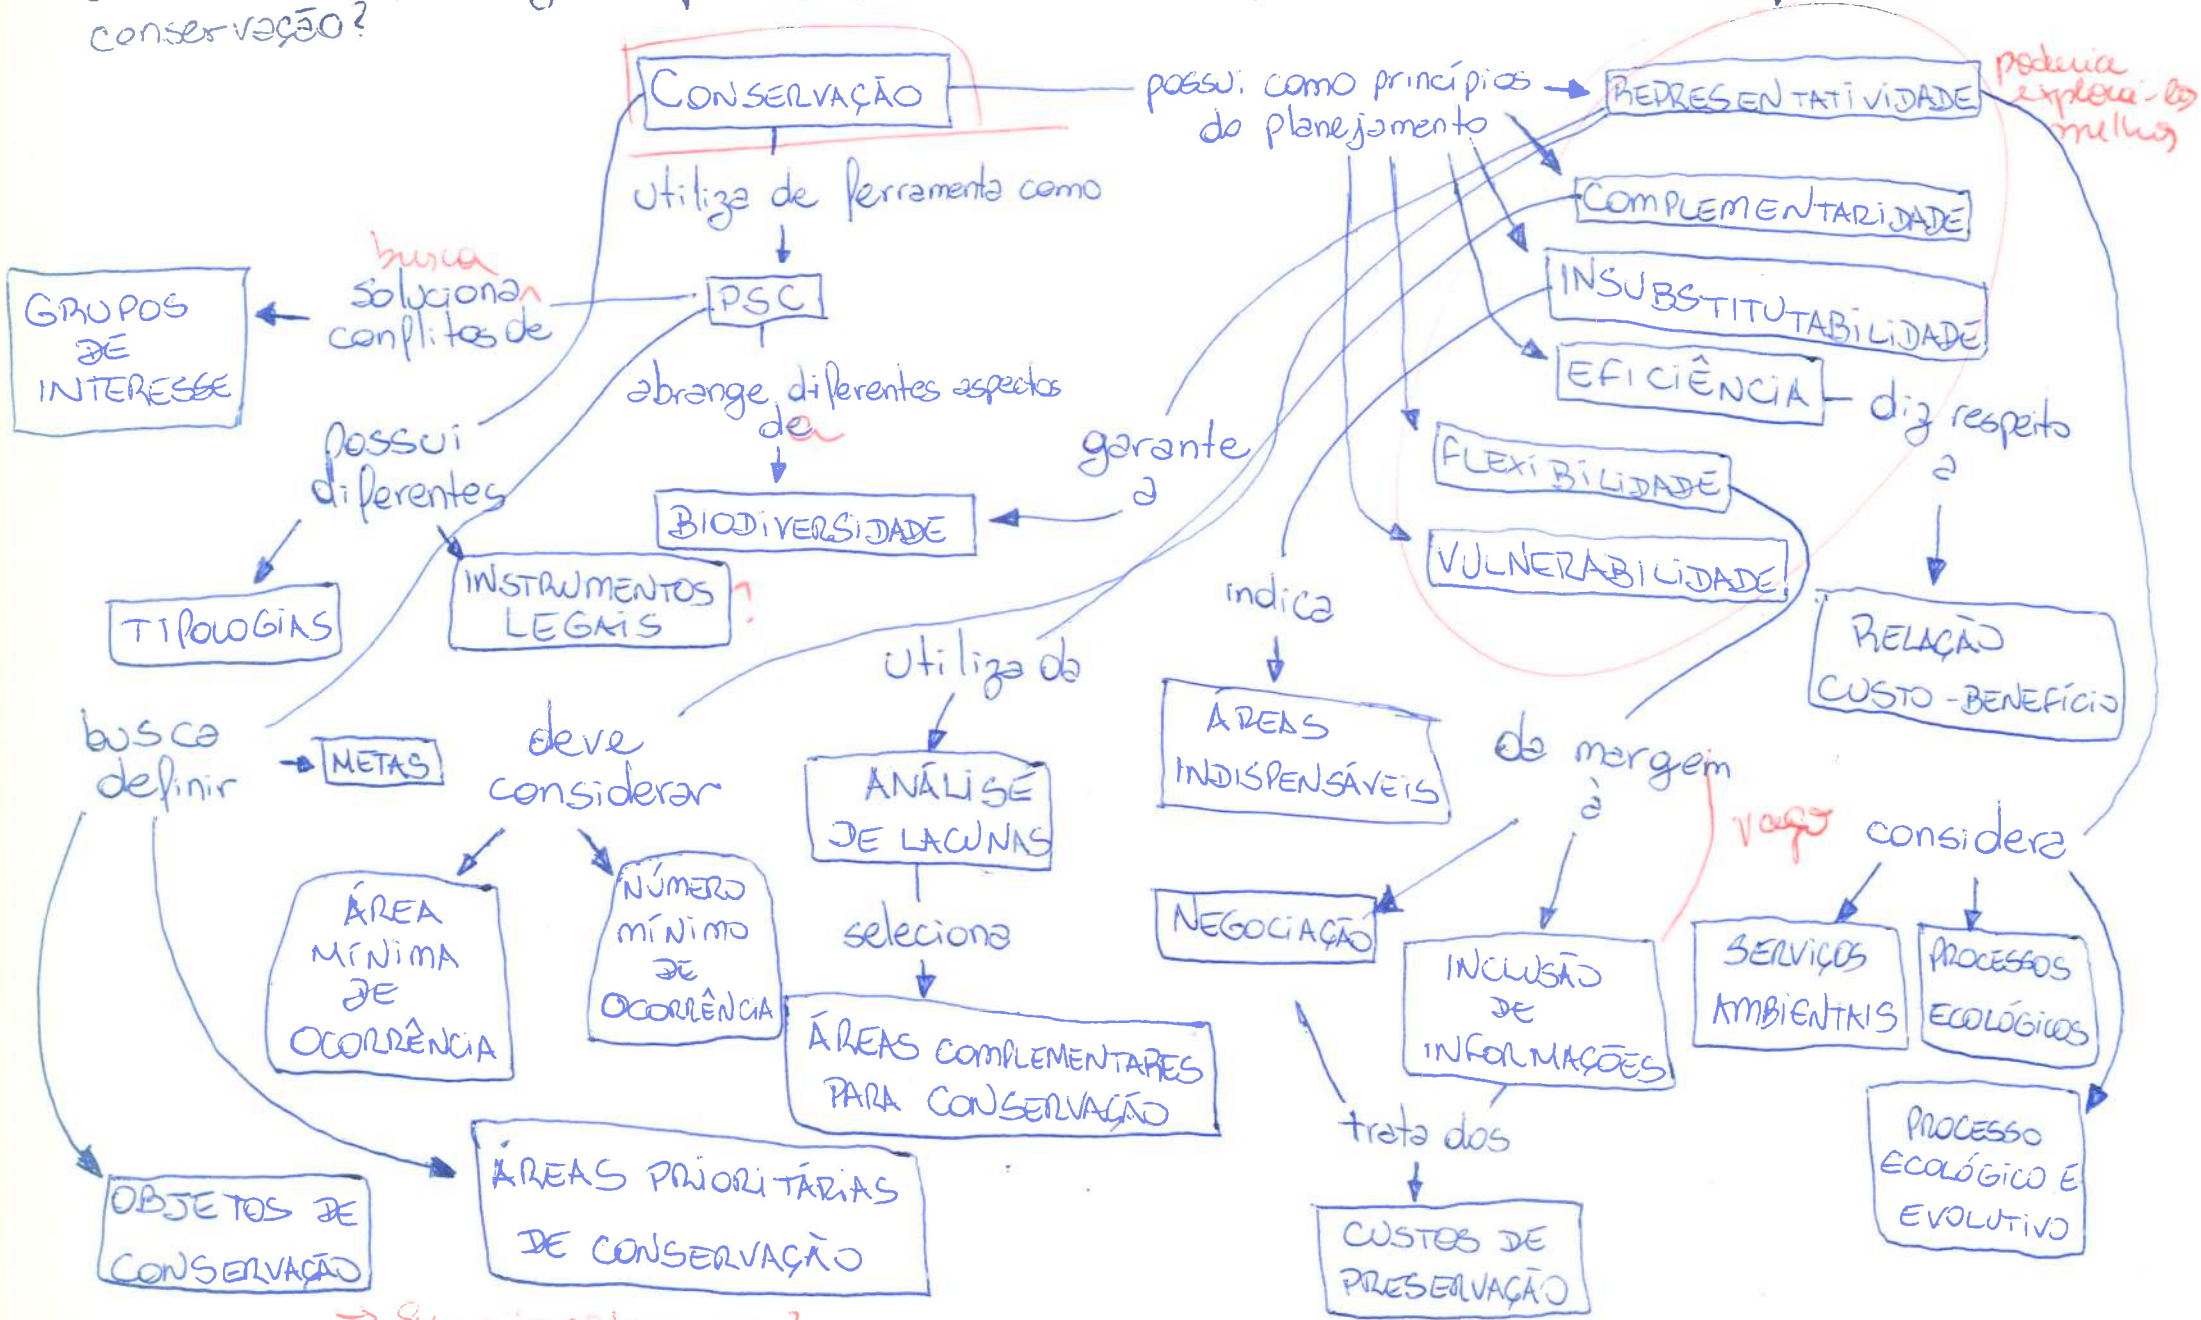 conservação?
CONSERVAÇÃO
possui como princípios
do planejamento
REPRESENTATIVIDADE
poderia
explorá-los
melhor
utiliza de ferramenta como
COMPLEMENTARIDADE
busca
soluciona
conflitos de
PSC
GRUPOS
DE
INTERESSE
INSUBSTITUTABILIDADE
EFICIÊNCIA
diz respeito
a
abrange diferentes aspectos
de
a
possui
diferentes
garante
a
FLEXIBILIDADE
BIODIVERSIDADE
VULNERABILIDADE
TIPOLOGIAS
INSTRUMENTOS
LEGAIS
?
indica
RELAÇÃO
CUSTO-BENEFÍCIO
utiliza da
busca
definir
METAS
deve
considerar
ANÁLISE
DE LACUNAS
ÁREAS
INDISPENSÁVEIS
da margem
à
vago
considera
ÁREA
MÍNIMA
DE
OCORRÊNCIA
NÚMERO
MÍNIMO
DE
OCORRÊNCIA
seleciona
NEGOCIAÇÃO
INCLUSÃO
DE
INFORMAÇÕES
SERVIÇOS
AMBIENTAIS
PROCESSOS
ECOLÓGICOS
ÁREAS COMPLEMENTARES
PARA CONSERVAÇÃO
trata dos
PROCESSO
ECOLÓGICO E
EVOLUTIVO
OBJETOS DE
CONSERVAÇÃO
ÁREAS PRIORITÁRIAS
DE CONSERVAÇÃO
CUSTOS DE
PRESERVAÇÃO